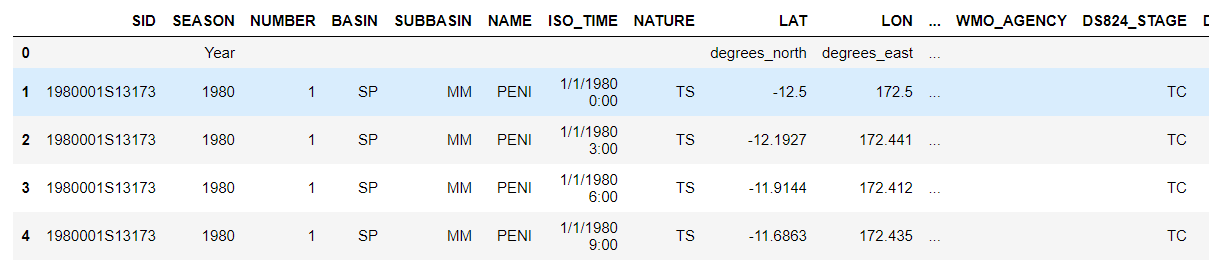 SID SEASON NUMBER BASIN SUBBASIN NAME ISO_TIME NATURE LAT LON ... WMO_AGENCY DS824_STAGE
0 Year degrees_north degrees_east ...
1 1980001S13173 1980 1 SP MM PENI 1/1/1980 0:00 TS -12.5 172.5 ... TC
2 1980001S13173 1980 1 SP MM PENI 1/1/1980 3:00 TS -12.1927 172.441 ... TC
3 1980001S13173 1980 1 SP MM PENI 1/1/1980 6:00 TS -11.9144 172.412 ... TC
4 1980001S13173 1980 1 SP MM PENI 1/1/1980 9:00 TS -11.6863 172.435 ... TC